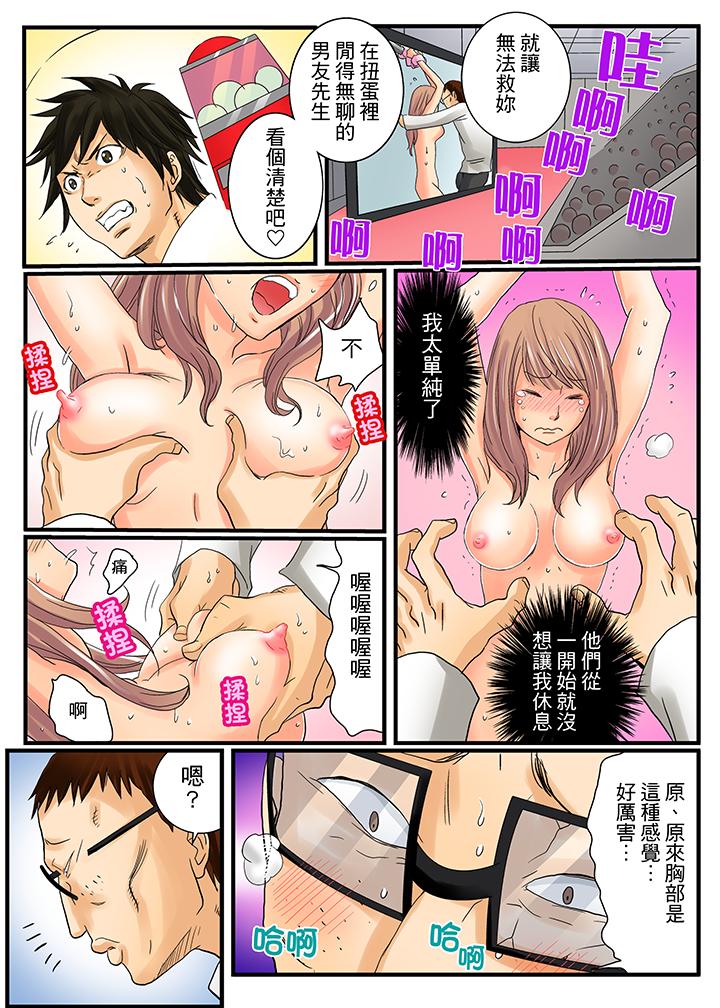 哇
啊
啊
啊
啊
啊
啊
啊
啊
就讓
無法救妳
在扭蛋裡
閒得無聊的
男友先生
看個清楚吧♡
我太單純了
他們從
一開始就沒
想讓我休息
不
揉捏
揉捏
喔喔喔喔喔
痛
揉捏
揉捏
啊
原、原來胸部是
這種感覺…
好厲害…
哈啊
哈啊
嗯？